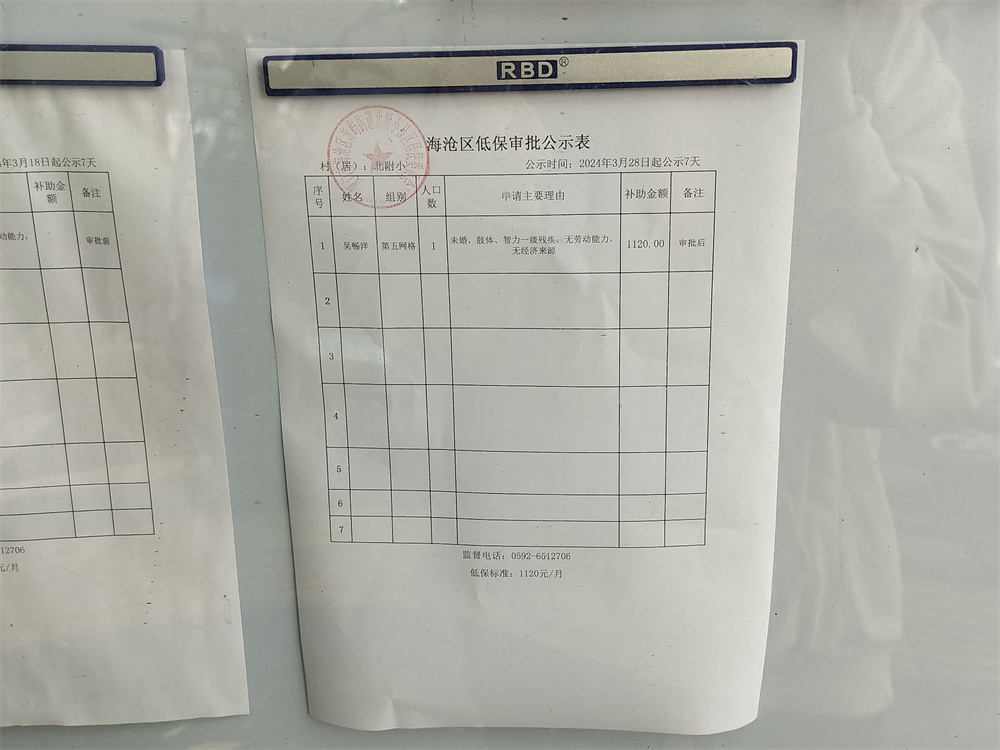 RBD®
海沧区低保审批公示表
村（居）：北附小
公示时间：2024年3月28日起公示7天
序号 姓名 组别 人口数 申请主要理由 补助金额 备注
1 吴畅洋 第五网格 1 未婚，肢体、智力一级残疾、无劳动能力，无经济来源 1120.00 审批后
2
3
4
5
6
7
监督电话：0592-6512706
低保标准：1120元/月
年3月18日起公示7天
补助金额 备注
动能力， 审批前
12706
元/月